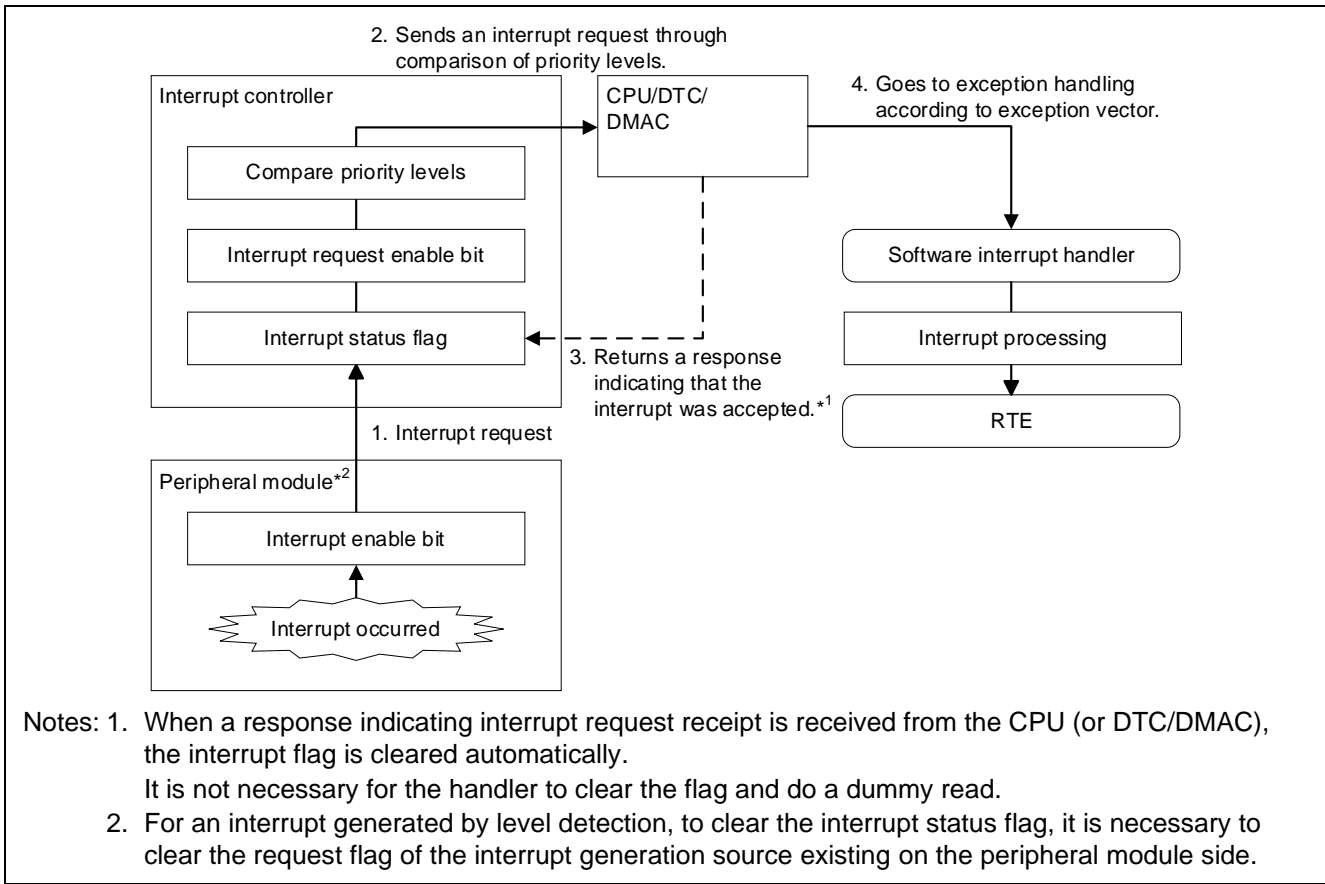 2. Sends an interrupt request through
comparison of priority levels.
Interrupt controller
CPU/DTC/
DMAC
4. Goes to exception handling
according to exception vector.
Compare priority levels
Interrupt request enable bit
Software interrupt handler
Interrupt status flag
Interrupt processing
3. Returns a response
indicating that the
interrupt was accepted.*1
RTE
1. Interrupt request
Peripheral module*2
Interrupt enable bit
Interrupt occurred
Notes: 1. When a response indicating interrupt request receipt is received from the CPU (or DTC/DMAC),
the interrupt flag is cleared automatically.
It is not necessary for the handler to clear the flag and do a dummy read.
2. For an interrupt generated by level detection, to clear the interrupt status flag, it is necessary to
clear the request flag of the interrupt generation source existing on the peripheral module side.